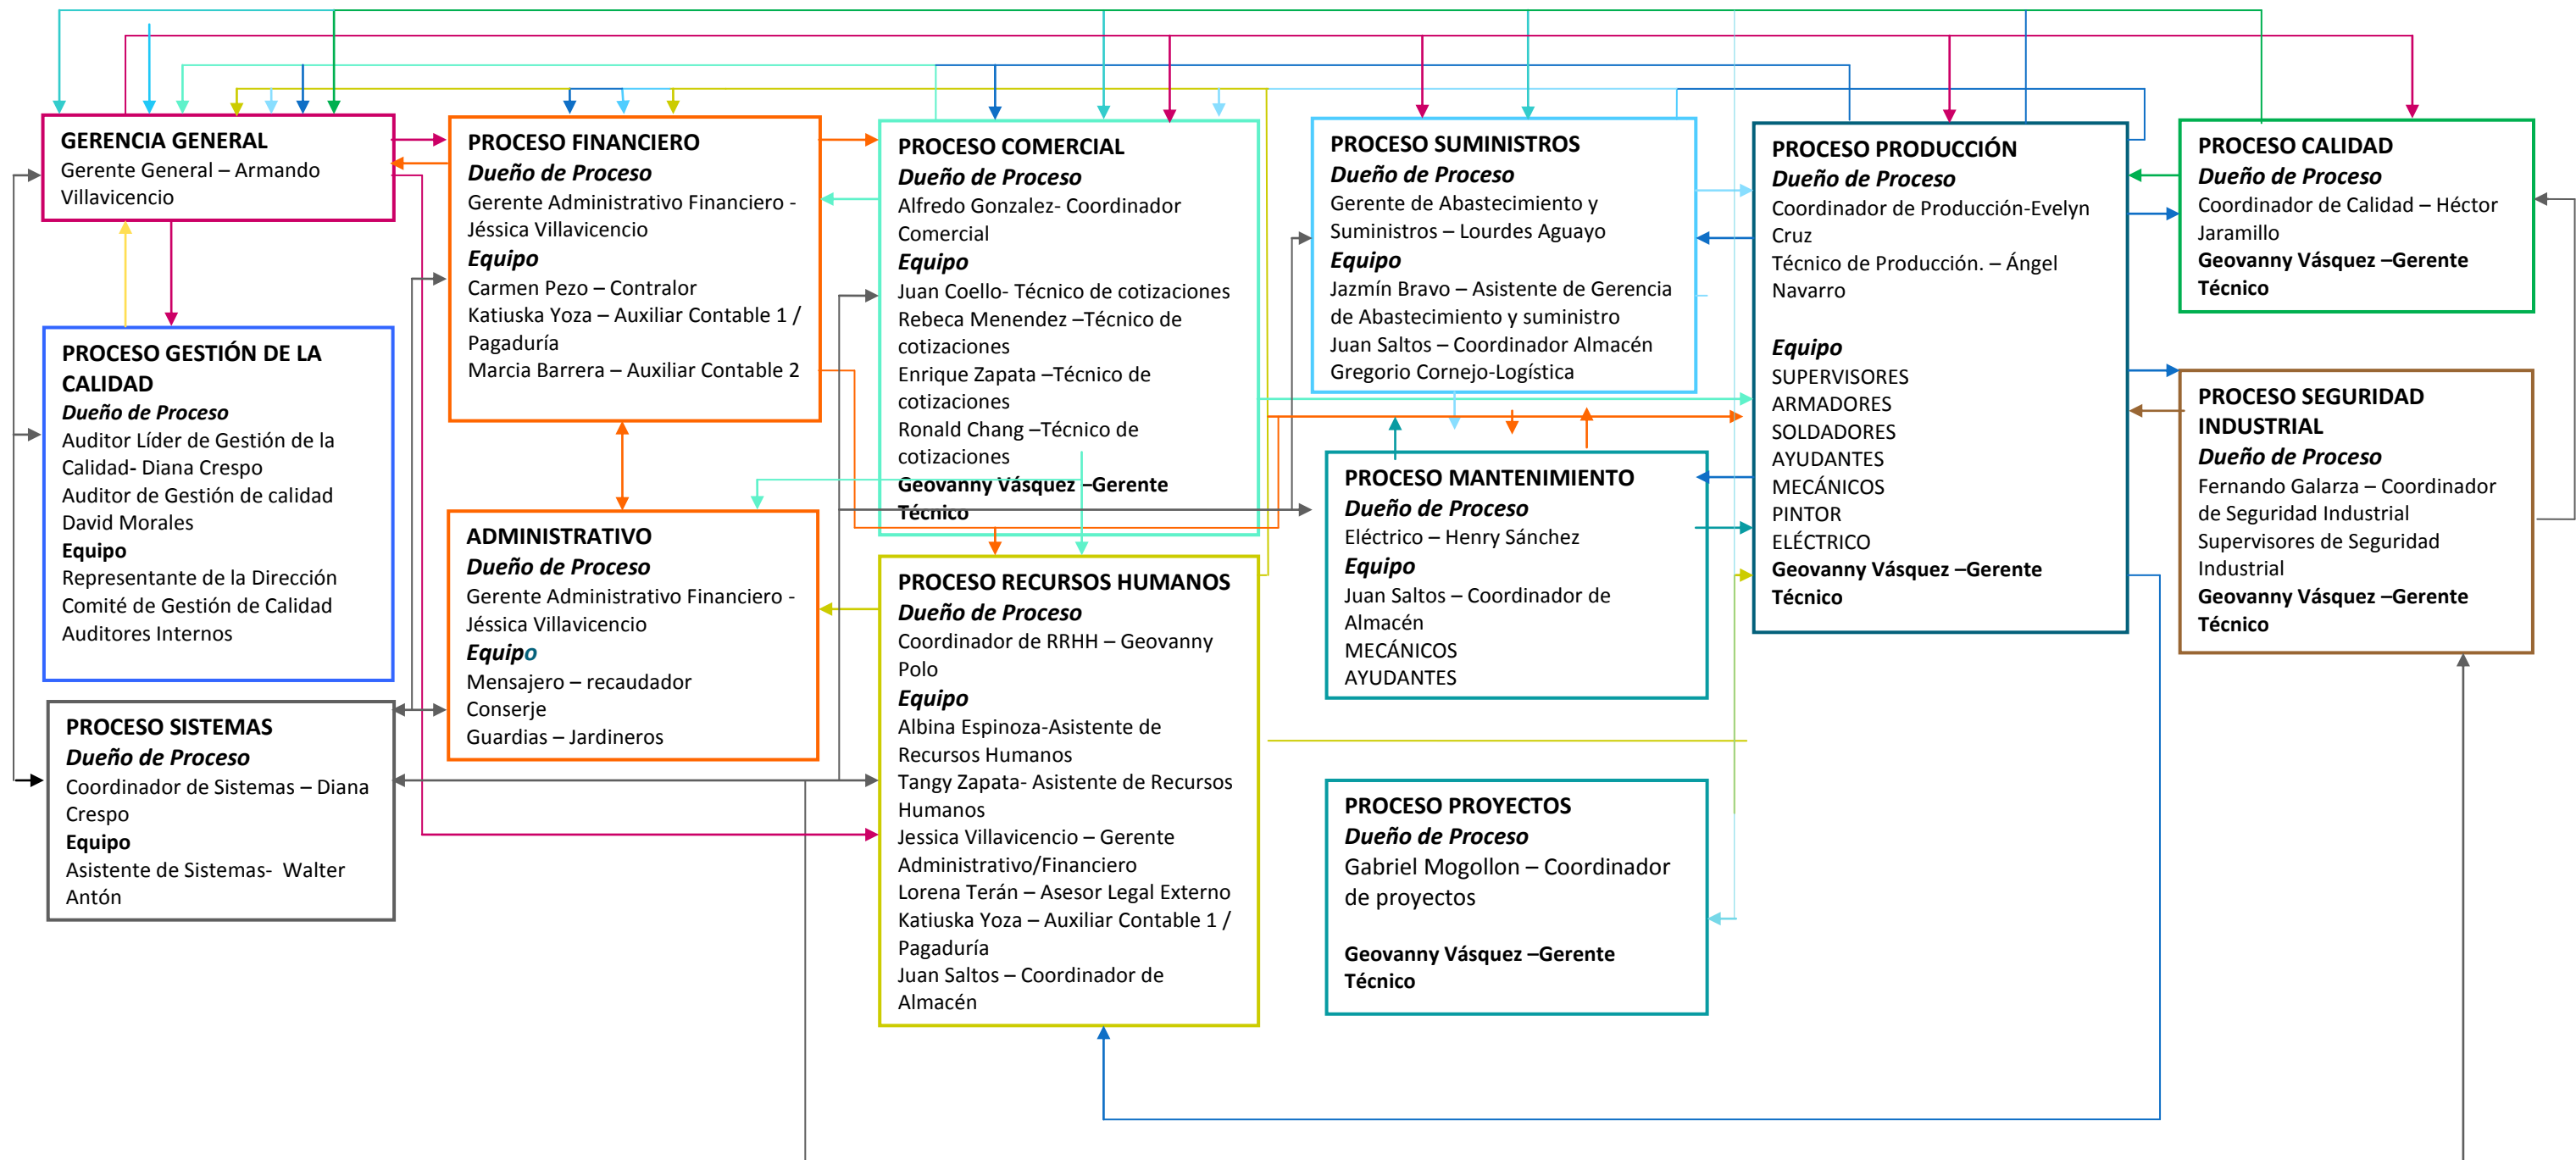 GERENCIA GENERAL
Gerente General – Armando
Villavicencio
PROCESO GESTIÓN DE LA
CALIDAD
Dueño de Proceso
Auditor Líder de Gestión de la
Calidad- Diana Crespo
Auditor de Gestión de calidad
David Morales
Equipo
Representante de la Dirección
Comité de Gestión de Calidad
Auditores Internos
PROCESO SISTEMAS
Dueño de Proceso
Coordinador de Sistemas – Diana
Crespo
Equipo
Asistente de Sistemas- Walter
Antón
PROCESO FINANCIERO
Dueño de Proceso
Gerente Administrativo Financiero -
Jéssica Villavicencio
Equipo
Carmen Pezo – Contralor
Katiuska Yoza – Auxiliar Contable 1 /
Pagaduría
Marcia Barrera – Auxiliar Contable 2
ADMINISTRATIVO
Dueño de Proceso
Gerente Administrativo Financiero -
Jéssica Villavicencio
Equipo
Mensajero – recaudador
Conserje
Guardias – Jardineros
PROCESO COMERCIAL
Dueño de Proceso
Alfredo Gonzalez- Coordinador
Comercial
Equipo
Juan Coello- Técnico de cotizaciones
Rebeca Menendez –Técnico de
cotizaciones
Enrique Zapata –Técnico de
cotizaciones
Ronald Chang –Técnico de
cotizaciones
Geovanny Vásquez –Gerente
Técnico
PROCESO RECURSOS HUMANOS
Dueño de Proceso
Coordinador de RRHH – Geovanny
Polo
Equipo
Albina Espinoza-Asistente de
Recursos Humanos
Tangy Zapata- Asistente de Recursos
Humanos
Jessica Villavicencio – Gerente
Administrativo/Financiero
Lorena Terán – Asesor Legal Externo
Katiuska Yoza – Auxiliar Contable 1 /
Pagaduría
Juan Saltos – Coordinador de
Almacén
PROCESO SUMINISTROS
Dueño de Proceso
Gerente de Abastecimiento y
Suministros – Lourdes Aguayo
Equipo
Jazmín Bravo – Asistente de Gerencia
de Abastecimiento y suministro
Juan Saltos – Coordinador Almacén
Gregorio Cornejo-Logística
PROCESO MANTENIMIENTO
Dueño de Proceso
Eléctrico – Henry Sánchez
Equipo
Juan Saltos – Coordinador de
Almacén
MECÁNICOS
AYUDANTES
PROCESO PROYECTOS
Dueño de Proceso
Gabriel Mogollon – Coordinador
de proyectos
Geovanny Vásquez –Gerente
Técnico
PROCESO PRODUCCIÓN
Dueño de Proceso
Coordinador de Producción-Evelyn
Cruz
Técnico de Producción. – Ángel
Navarro
Equipo
SUPERVISORES
ARMADORES
SOLDADORES
AYUDANTES
MECÁNICOS
PINTOR
ELÉCTRICO
Geovanny Vásquez –Gerente
Técnico
PROCESO CALIDAD
Dueño de Proceso
Coordinador de Calidad – Héctor
Jaramillo
Geovanny Vásquez –Gerente
Técnico
PROCESO SEGURIDAD
INDUSTRIAL
Dueño de Proceso
Fernando Galarza – Coordinador
de Seguridad Industrial
Supervisores de Seguridad
Industrial
Geovanny Vásquez –Gerente
Técnico